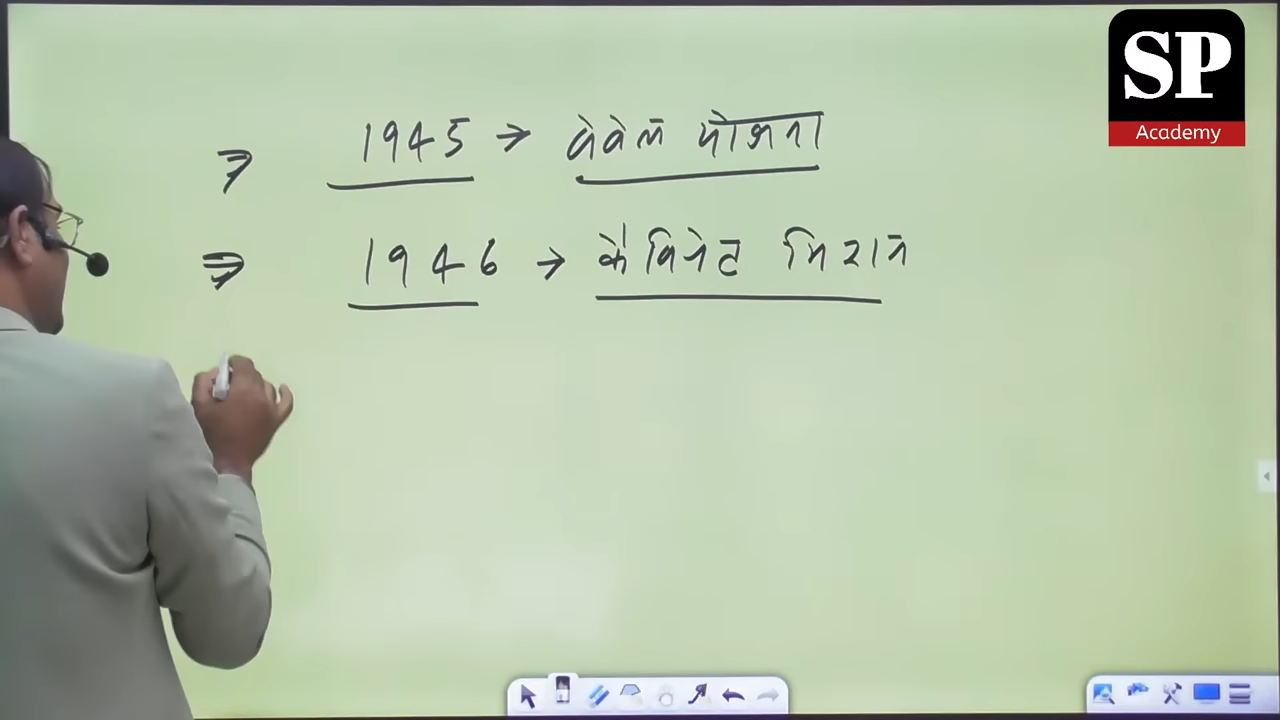 SP
Academy
⇒ 1945 → वेवेल योजना
⇒ 1946 → केबिनेट मिशन